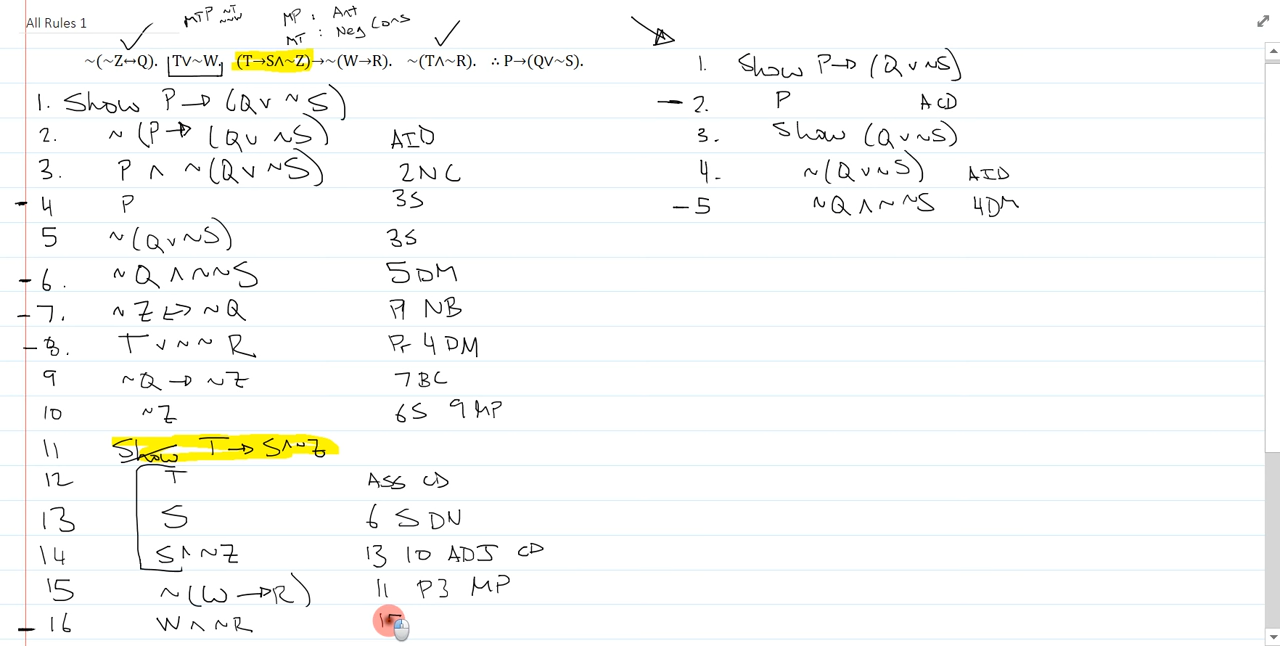 All Rules 1
MTP ~T ~~W MP : Ant
MT : Neg Cons
~(~Z↔Q). T∨~W. (T→S∧~Z)→~(W→R). ~(T∧~R). ∴ P→(Q∨~S).
1. Show P→(Q∨~S)
2. ~(P→(Q∨~S) AID
3. P ∧ ~(Q∨~S) 2NC
4 P 3S
5 ~(Q∨~S) 3S
6. ~Q∧~~S 5DM
7. ~Z↔~Q P1 NB
8. T∨~~R Pr 4 DM
9 ~Q→~Z 7BC
10 ~Z 6S 9MP
11 Show T→S∧~Z
12 T ASS CD
13 S 6 S DN
14 S∧~Z 13 10 ADJ CD
15 ~(W→R) 11 P3 MP
16 W∧~R 15
1. Show P→(Q∨~S)
2. P ACD
3. Show (Q∨~S)
4. ~(Q∨~S) AID
5 ~Q∧~~S 4DM